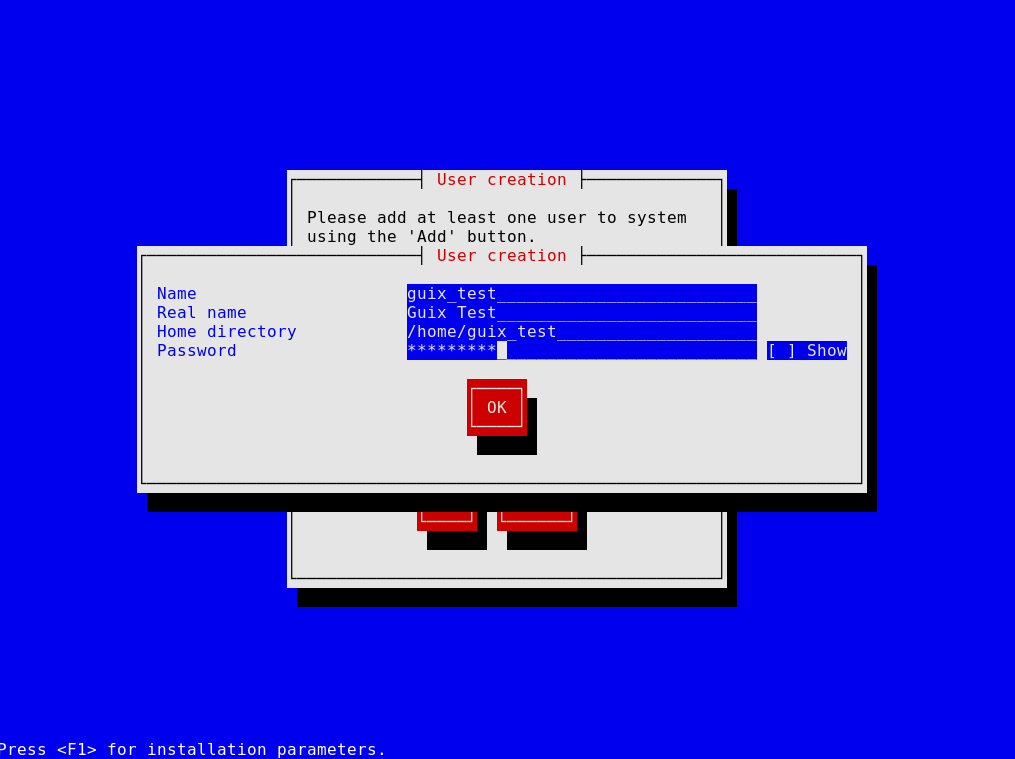 User creation
Please add at least one user to system
using the 'Add' button.
User creation
Name guix_test
Real name Guix Test
Home directory /home/guix_test
Password ********* [ ] Show
OK
Press <F1> for installation parameters.